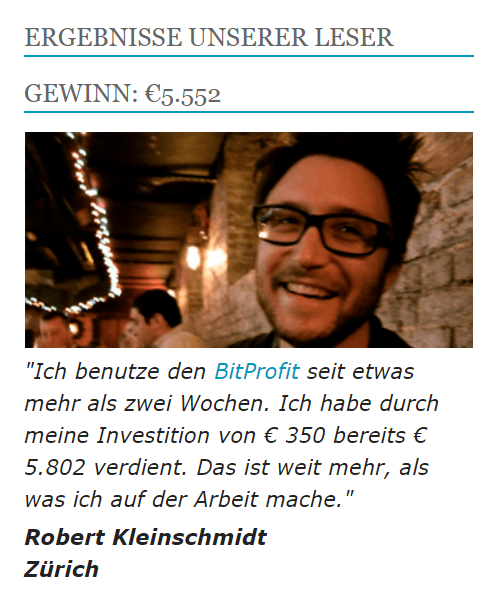 ERGEBNISSE UNSERER LESER
GEWINN: €5.552
"Ich benutze den BitProfit seit etwas
mehr als zwei Wochen. Ich habe durch
meine Investition von € 350 bereits €
5.802 verdient. Das ist weit mehr, als
was ich auf der Arbeit mache."
Robert Kleinschmidt
Zürich